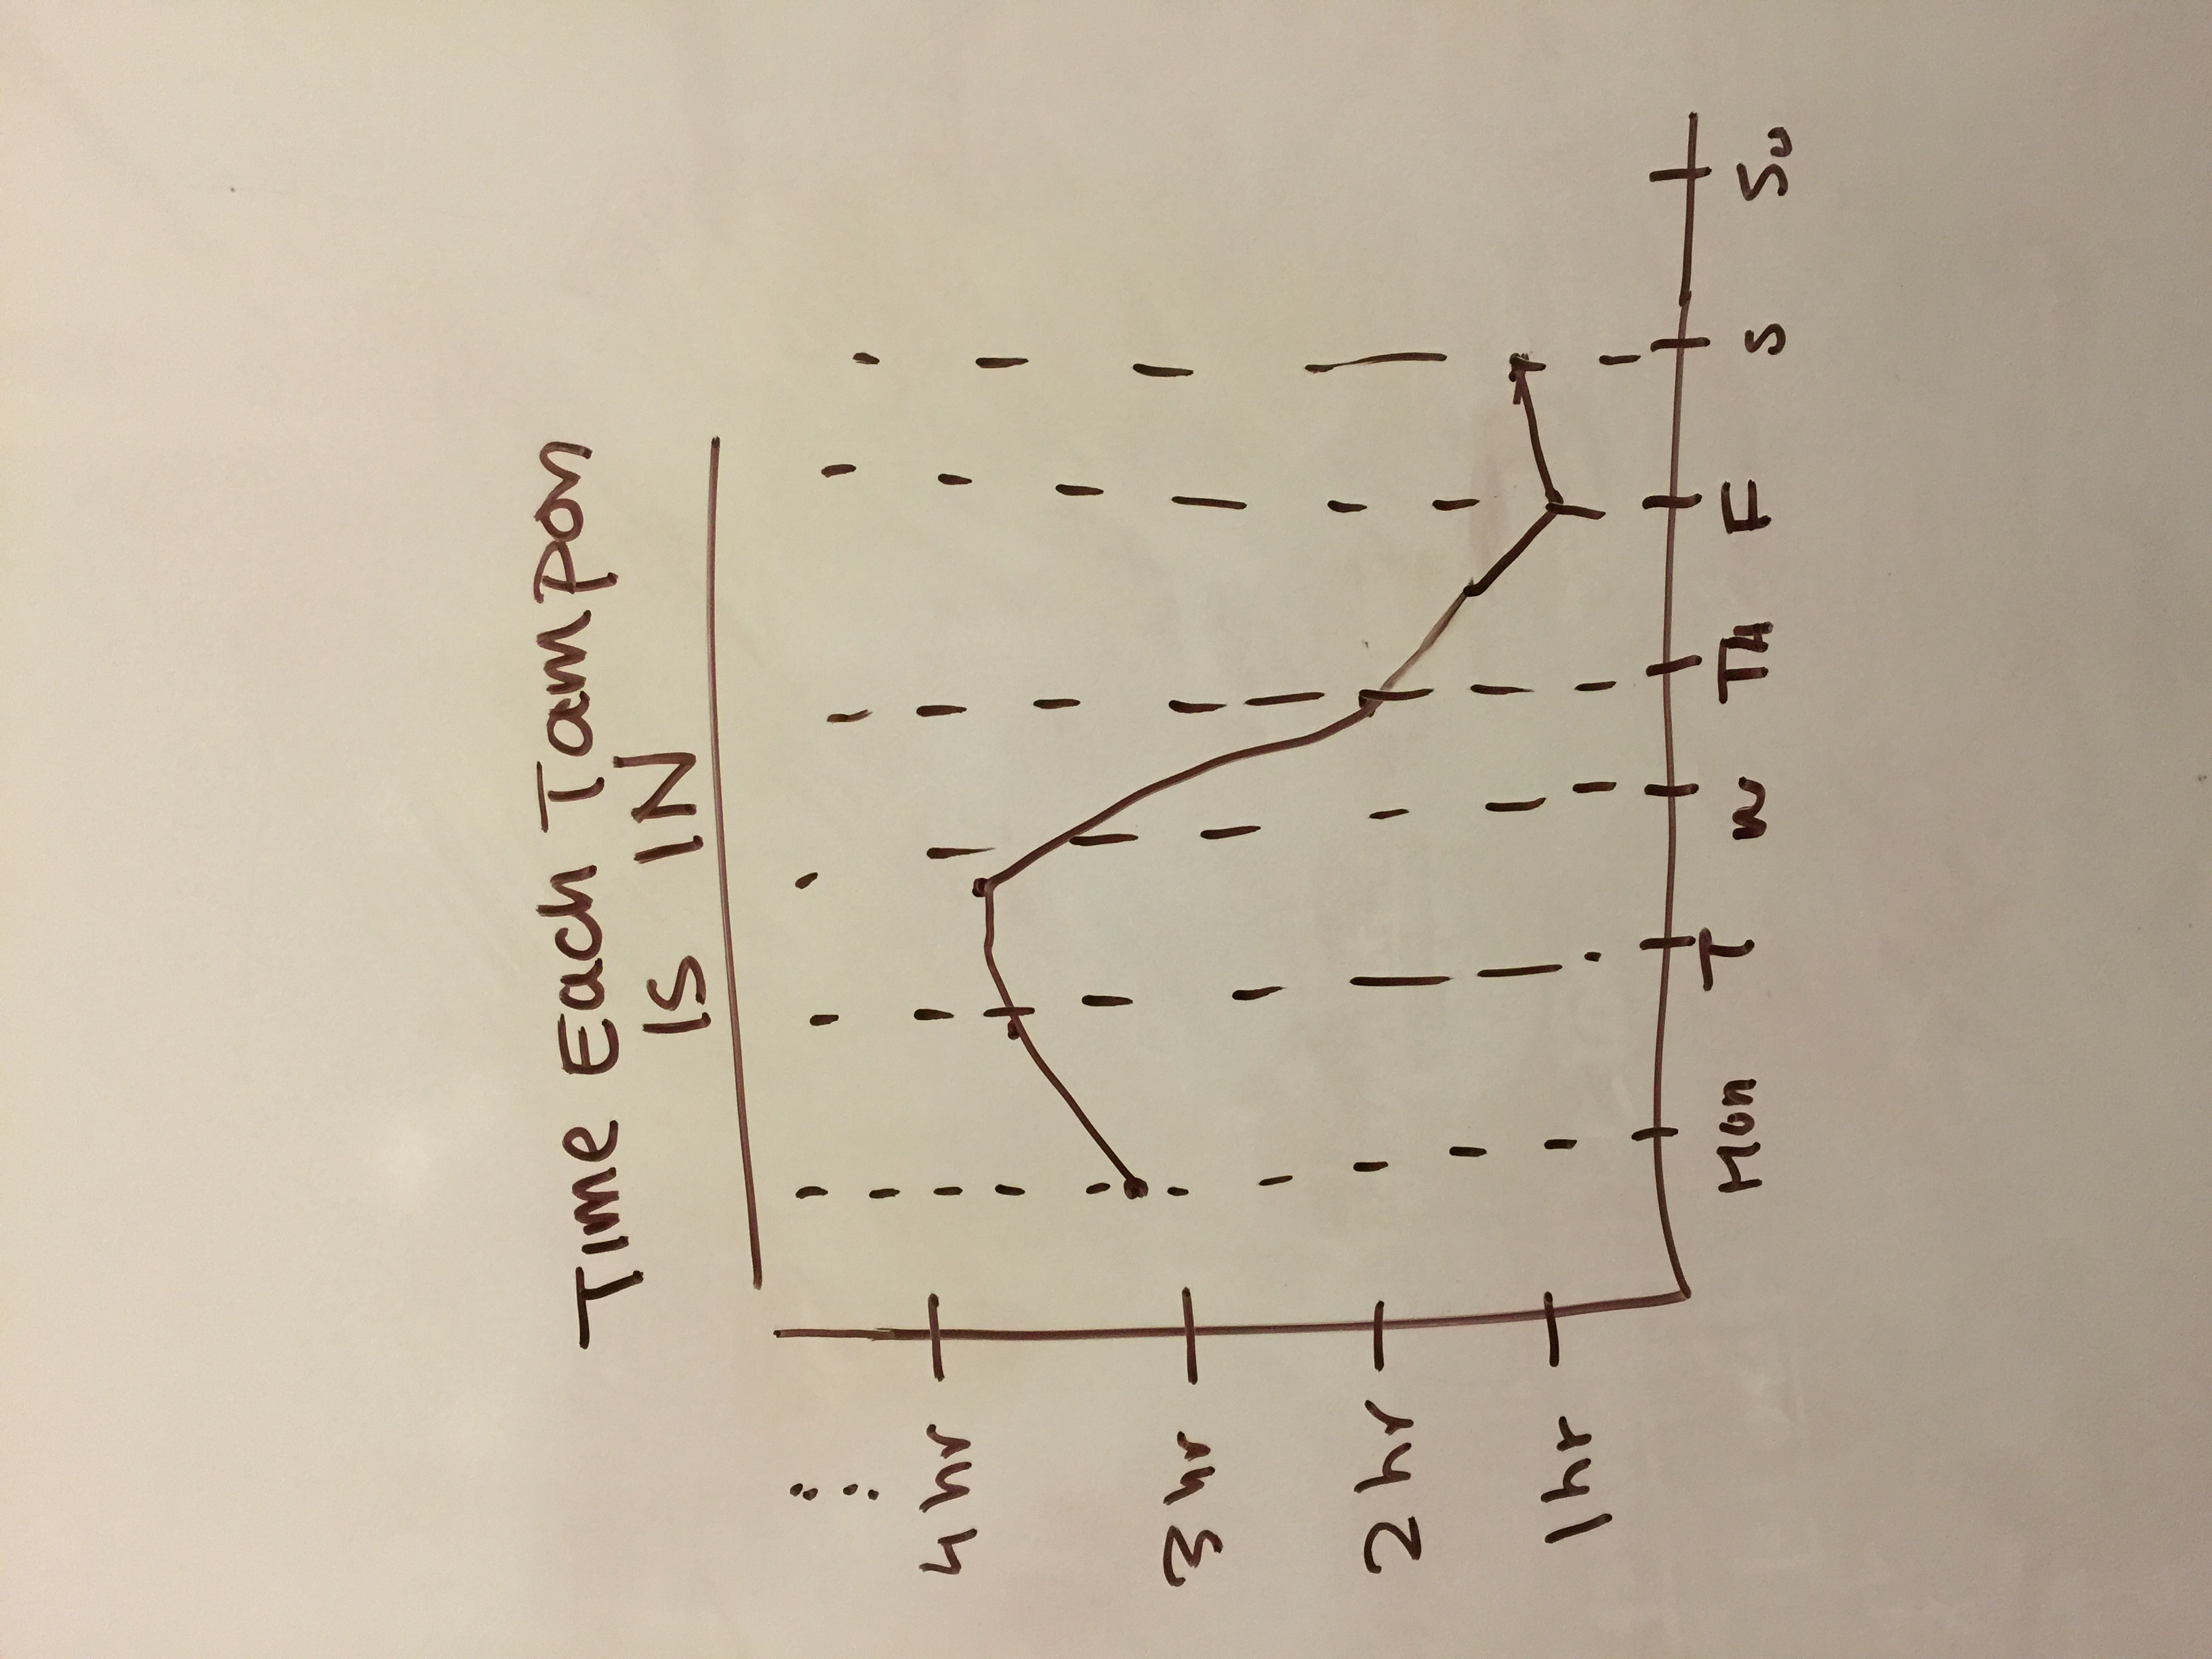 Time Each Tampon
IS IN
4 hr
3 hr
2 hr
1 hr
Mon T W TH F S Su